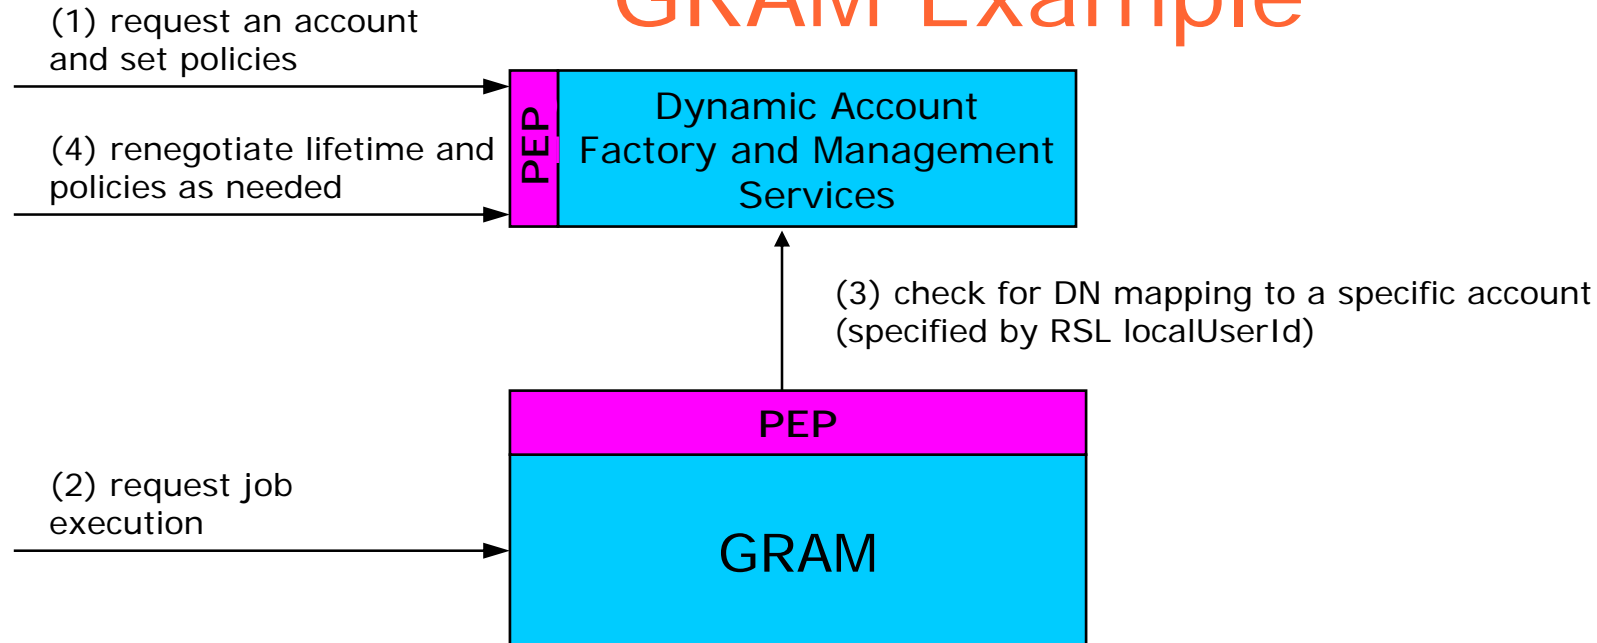 GRAM Example
(1) request an account
and set policies
PEP
Dynamic Account
Factory and Management
Services
(4) renegotiate lifetime and
policies as needed
(3) check for DN mapping to a specific account
(specified by RSL localUserId)
PEP
(2) request job
execution
GRAM